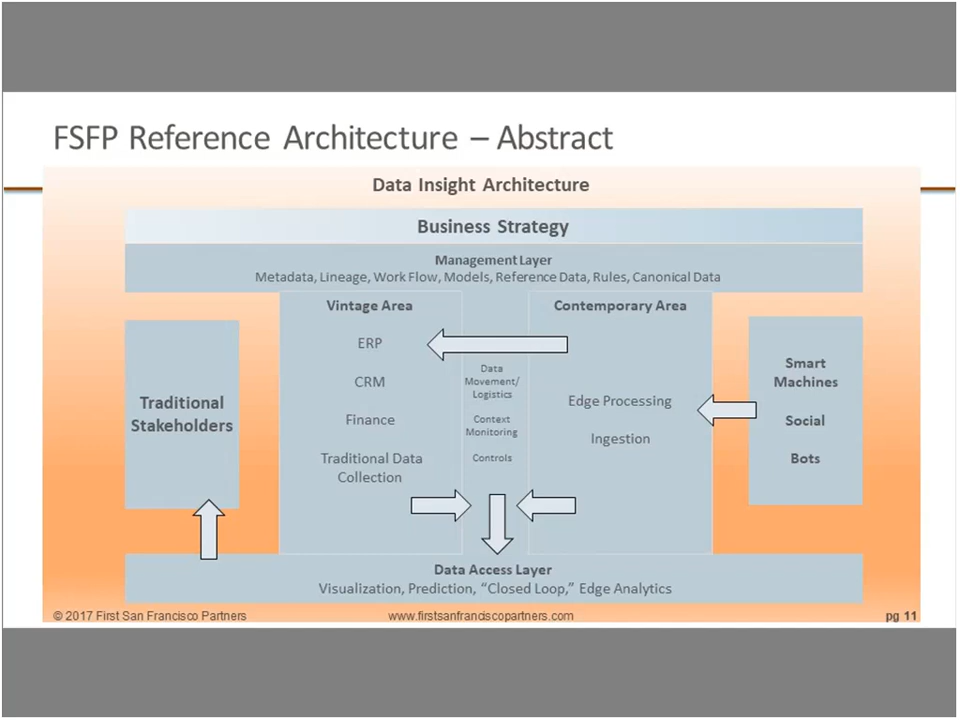 FSFP Reference Architecture – Abstract
Data Insight Architecture
Business Strategy
Management Layer
Metadata, Lineage, Work Flow, Models, Reference Data, Rules, Canonical Data
Vintage Area
ERP
CRM
Finance
Traditional Data
Collection
Data
Movement/
Logistics
Context
Monitoring
Controls
Contemporary Area
Edge Processing
Ingestion
Traditional
Stakeholders
Smart
Machines
Social
Bots
Data Access Layer
Visualization, Prediction, “Closed Loop,” Edge Analytics
© 2017 First San Francisco Partners
www.firstsanfranciscopartners.com
pg 11